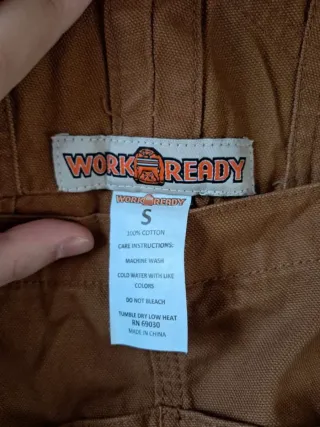 WORK READY
WORK READY
S
100% COTTON
CARE INSTRUCTIONS:
MACHINE WASH
COLD WATER WITH LIKE
COLORS
DO NOT BLEACH
TUMBLE DRY LOW HEAT
RN 69030
MADE IN CHINA